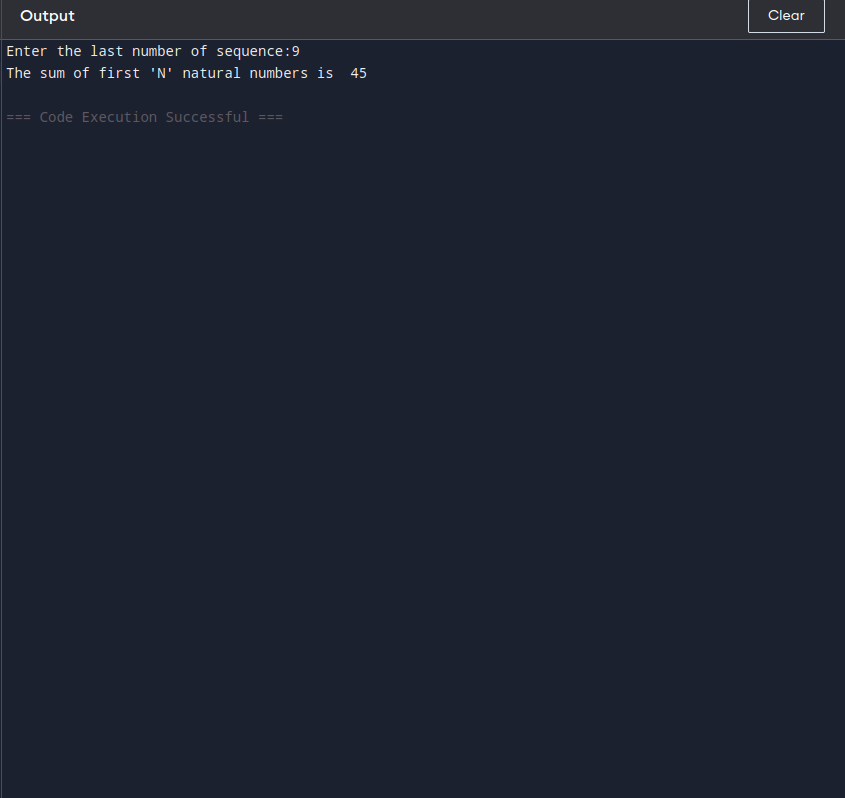 Output
Clear
Enter the last number of sequence:9
The sum of first 'N' natural numbers is  45
=== Code Execution Successful ===